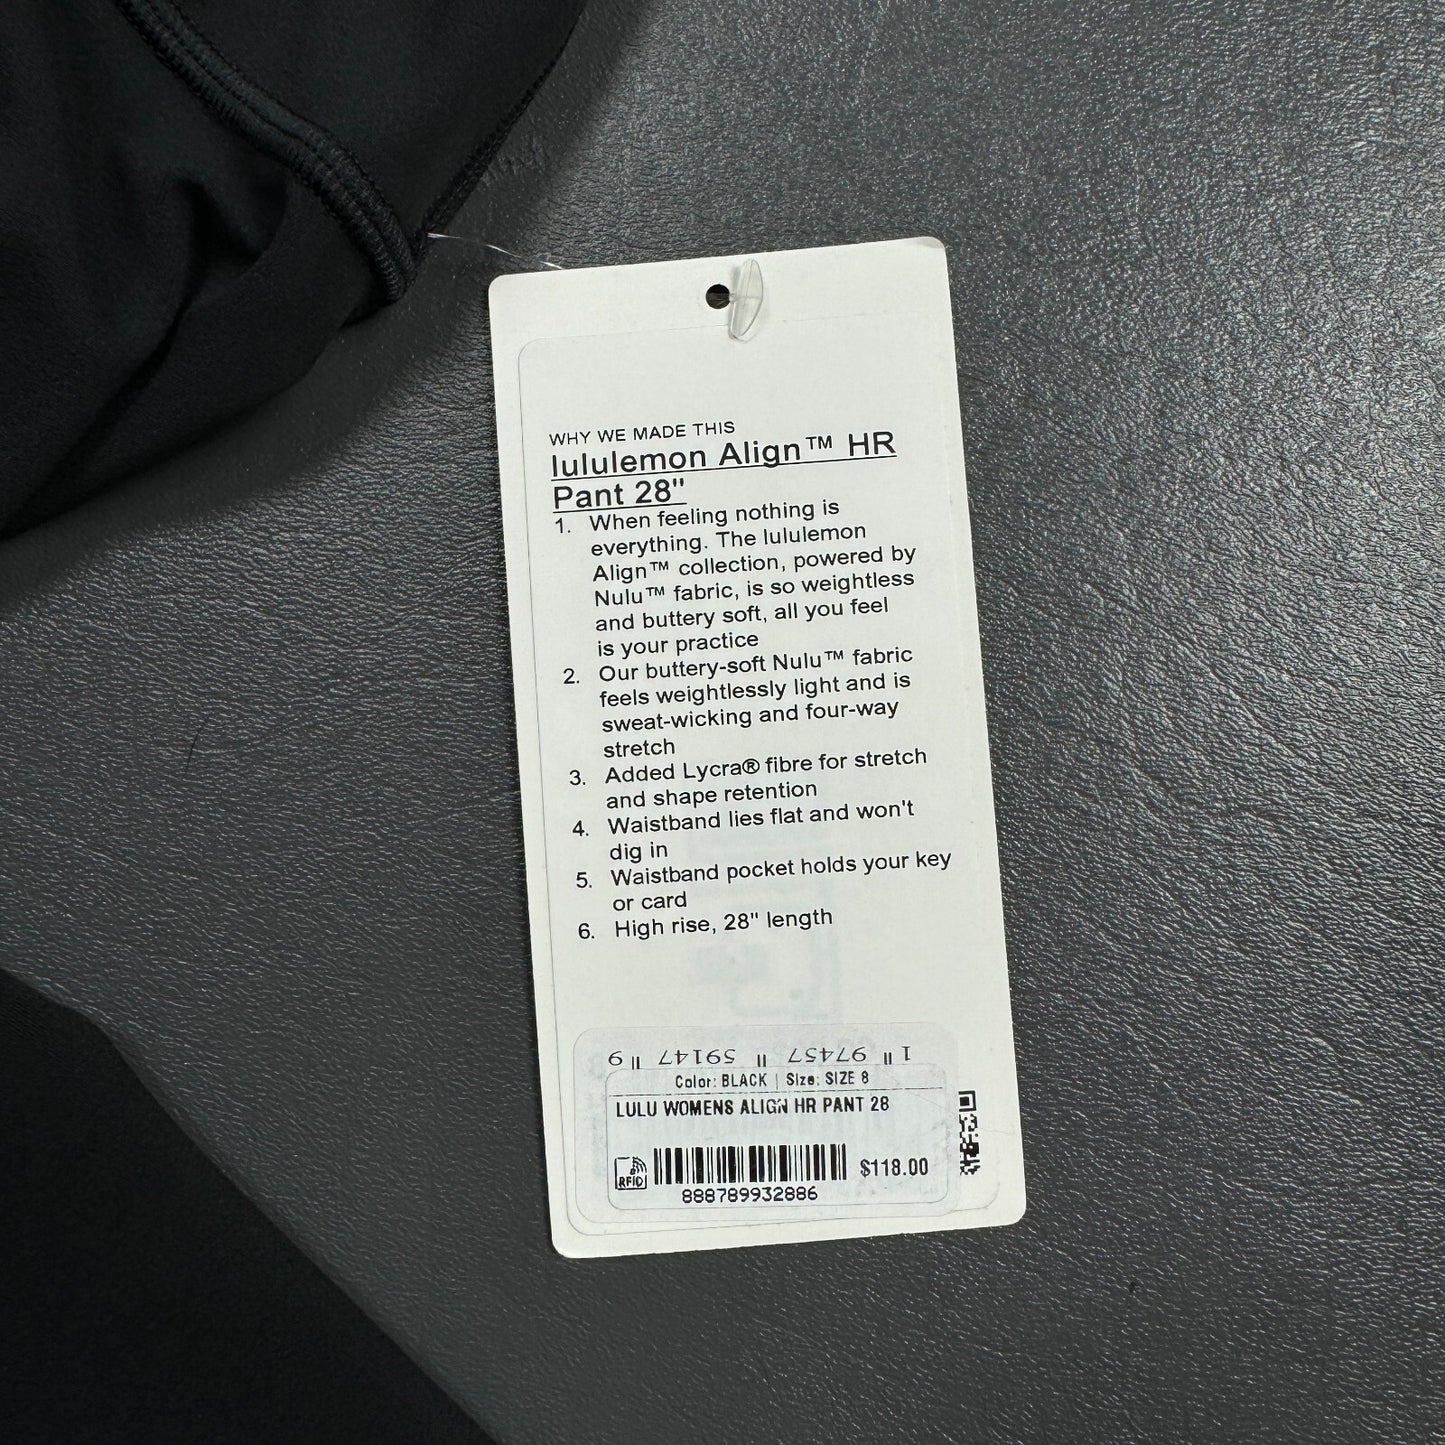 WHY WE MADE THIS
lululemon Align™ HR
Pant 28"
1. When feeling nothing is
everything. The lululemon
Align™ collection, powered by
Nulu™ fabric, is so weightless
and buttery soft, all you feel
is your practice
2. Our buttery-soft Nulu™ fabric
feels weightlessly light and is
sweat-wicking and four-way
stretch
3. Added Lycra® fibre for stretch
and shape retention
4. Waistband lies flat and won't
dig in
5. Waistband pocket holds your key
or card
6. High rise, 28" length
1 " 97457 " 59147 " 9
Color: BLACK | Size: SIZE 8
LULU WOMENS ALIGN HR PANT 28
RFID
$118.00
888789932886